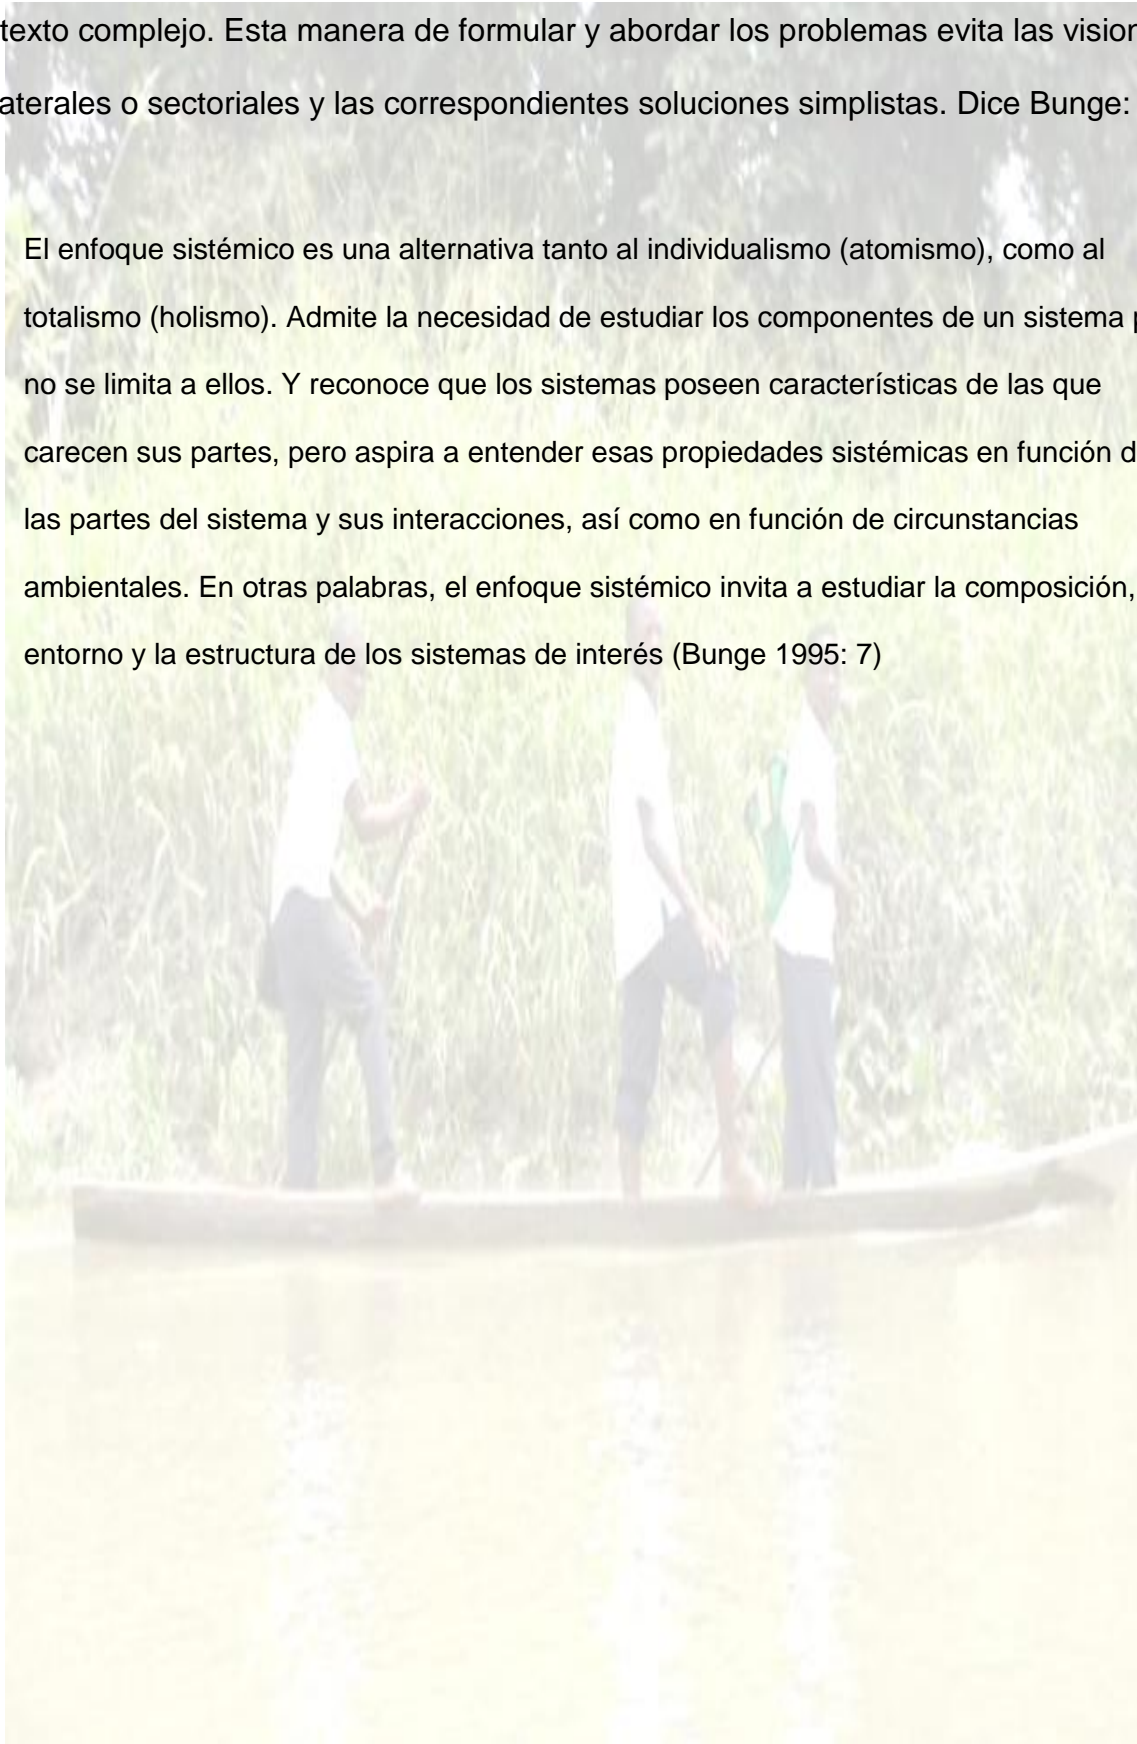 texto complejo. Esta manera de formular y abordar los problemas evita las vision
aterales o sectoriales y las correspondientes soluciones simplistas. Dice Bunge:
El enfoque sistémico es una alternativa tanto al individualismo (atomismo), como al
totalismo (holismo). Admite la necesidad de estudiar los componentes de un sistema p
no se limita a ellos. Y reconoce que los sistemas poseen características de las que
carecen sus partes, pero aspira a entender esas propiedades sistémicas en función d
las partes del sistema y sus interacciones, así como en función de circunstancias
ambientales. En otras palabras, el enfoque sistémico invita a estudiar la composición,
entorno y la estructura de los sistemas de interés (Bunge 1995: 7)